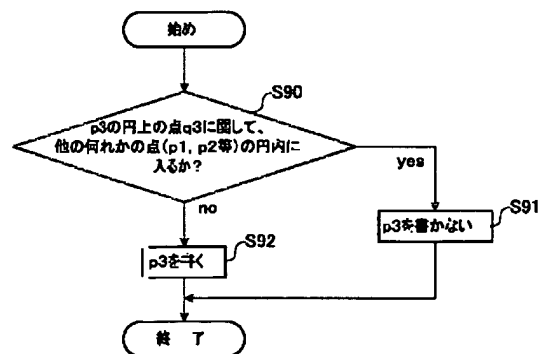 始め
S90
p3の円上の点q3に関して、
他の何れかの点(p1, p2等)の円内に
入るか?
yes
no
S91
p3を書かない
S92
p3を書く
終 了